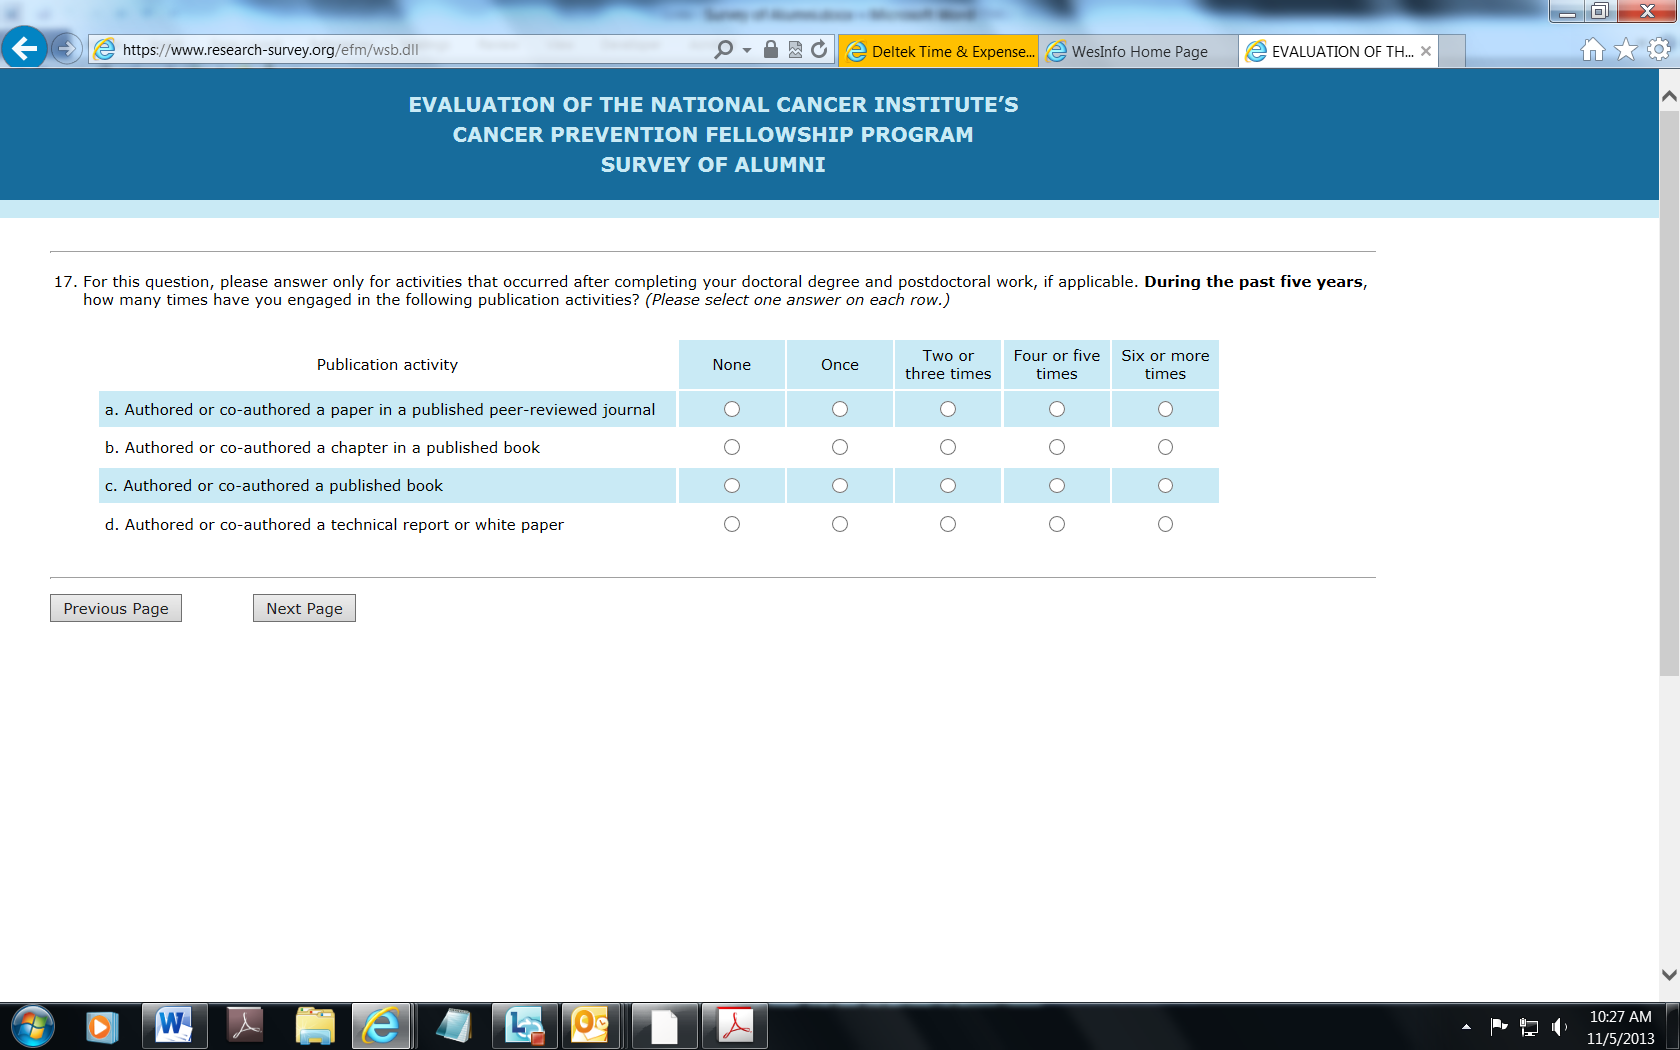 https://www.research-survey.org/efm/wsb.dll
Deltek Time & Expense...
WesInfo Home Page
EVALUATION OF TH...
EVALUATION OF THE NATIONAL CANCER INSTITUTE’S
CANCER PREVENTION FELLOWSHIP PROGRAM
SURVEY OF ALUMNI
17. For this question, please answer only for activities that occurred after completing your doctoral degree and postdoctoral work, if applicable. During the past five years,
how many times have you engaged in the following publication activities? (Please select one answer on each row.)
Publication activity
None
Once
Two or
three times
Four or five
times
Six or more
times
a. Authored or co-authored a paper in a published peer-reviewed journal
b. Authored or co-authored a chapter in a published book
c. Authored or co-authored a published book
d. Authored or co-authored a technical report or white paper
Previous Page
Next Page
10:27 AM
11/5/2013